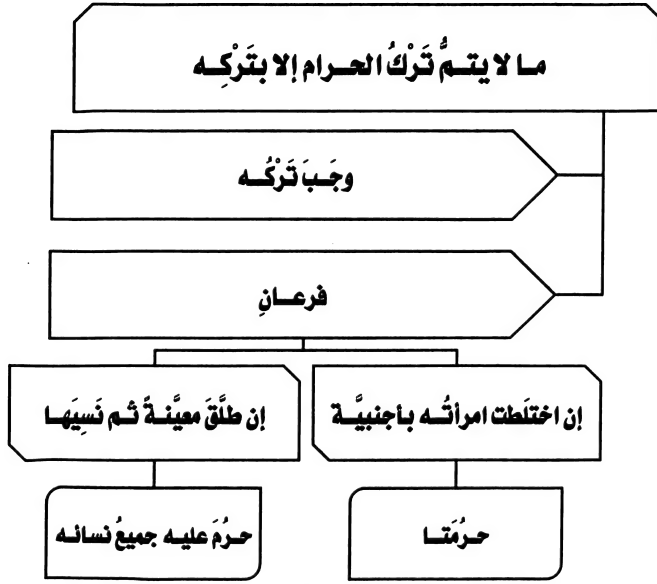 ما لا يتمُّ تَرْكُ الحرام إلا بتَرْكِه
وجَبَ تَرْكُه
فرعانِ
إن اختلَطت امرأتُه بأجنبيَّة
إن طلَّقَ معيَّنةً ثم نَسِيَها
حرُمَتا
حرُمَ عليه جميعُ نسائه